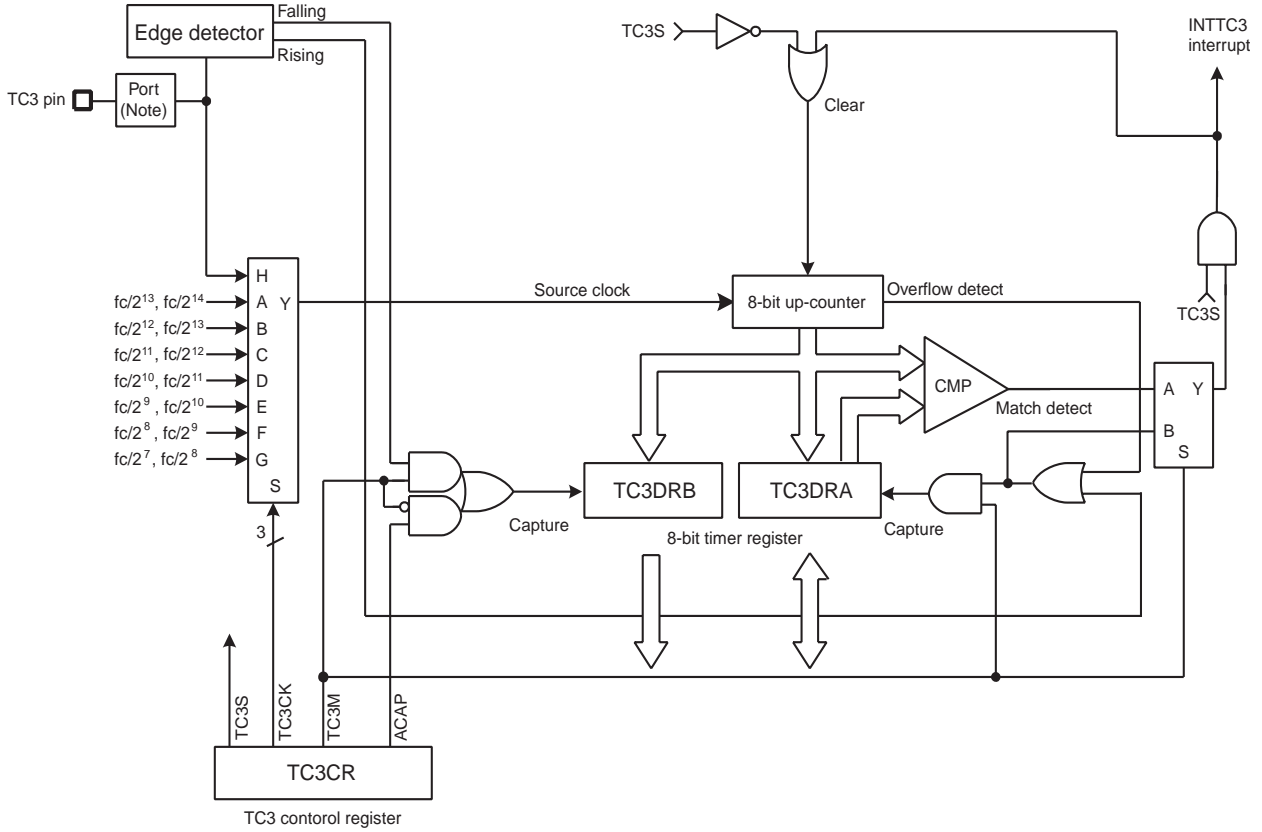 Falling
Edge detector
Rising
TC3 pin
Port
(Note)
TC3S
Clear
INTTC3
interrupt
TC3S
H
fc/2^13, fc/2^14 A Y
fc/2^12, fc/2^13 B
fc/2^11, fc/2^12 C
fc/2^10, fc/2^11 D
fc/2^9 , fc/2^10 E
fc/2^8 , fc/2^9 F
fc/2^7, fc/2^8 G
S
3
Source clock
8-bit up-counter
Overflow detect
CMP
Match detect
A Y
B
S
Capture
TC3DRB
TC3DRA
Capture
8-bit timer register
TC3S
TC3CK
TC3M
ACAP
TC3CR
TC3 contorol register